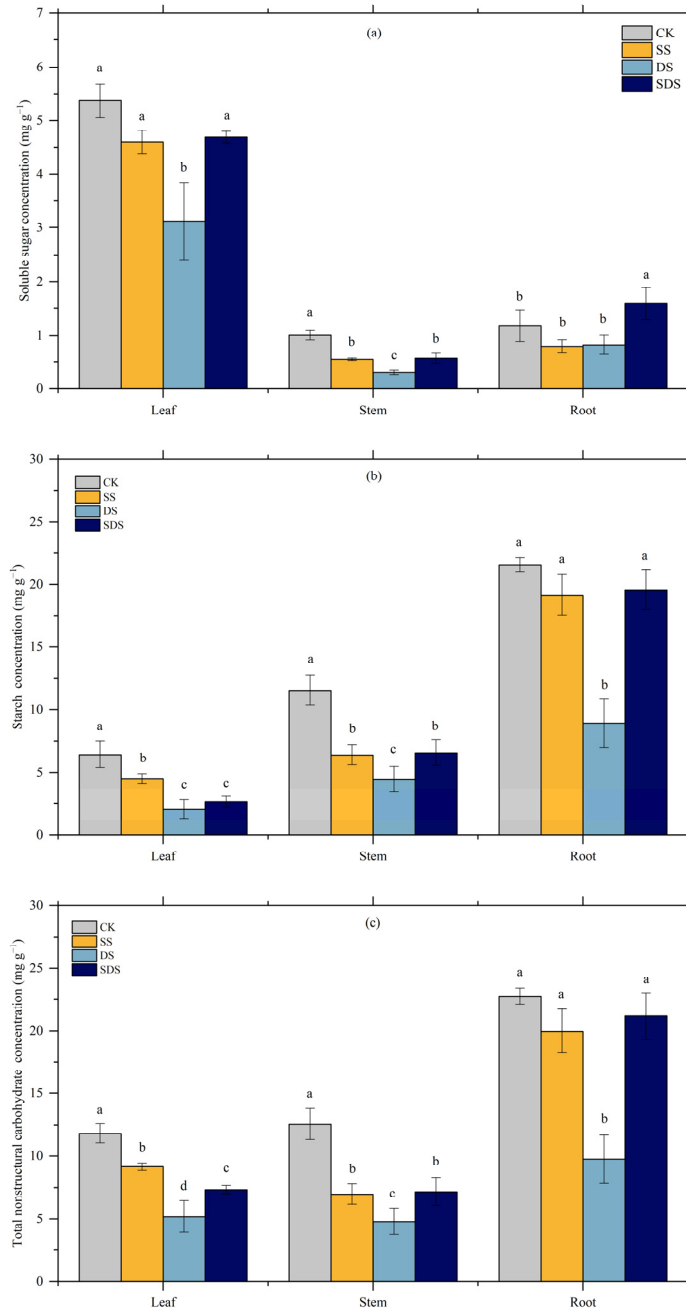 (a)
CK
SS
DS
SDS
Soluble sugar concentration (mg g⁻¹)
7
6
5
4
3
2
1
0
a
a
b
a
a
b
c
b
b
b
b
a
Leaf
Stem
Root
(b)
CK
SS
DS
SDS
Starch concentration (mg g⁻¹)
30
25
20
15
10
5
0
a
b
c
c
a
b
c
b
a
a
b
a
Leaf
Stem
Root
(c)
CK
SS
DS
SDS
Total nonstructural carbohydrate concentration (mg g⁻¹)
30
25
20
15
10
5
0
a
b
d
c
a
b
c
b
a
a
b
a
Leaf
Stem
Root